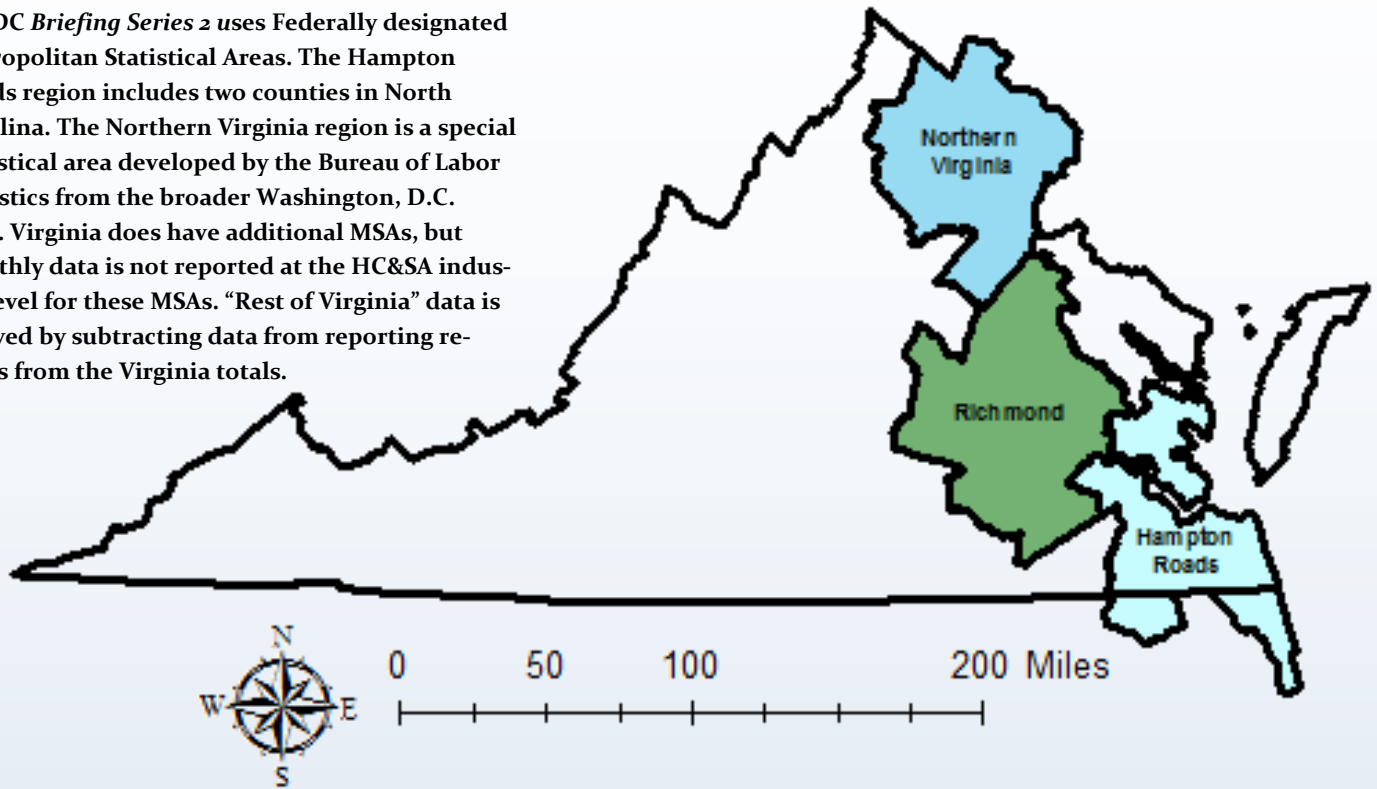 DC Briefing Series 2 uses Federally designated
ropolitan Statistical Areas. The Hampton
ds region includes two counties in North
lina. The Northern Virginia region is a special
stical area developed by the Bureau of Labor
stics from the broader Washington, D.C.
. Virginia does have additional MSAs, but
thly data is not reported at the HC&SA indus-
evel for these MSAs. “Rest of Virginia” data is
ved by subtracting data from reporting re-
s from the Virginia totals.
Northern
Virginia
Richmond
Hampton
Roads
N
W E
S
0 50 100 200 Miles